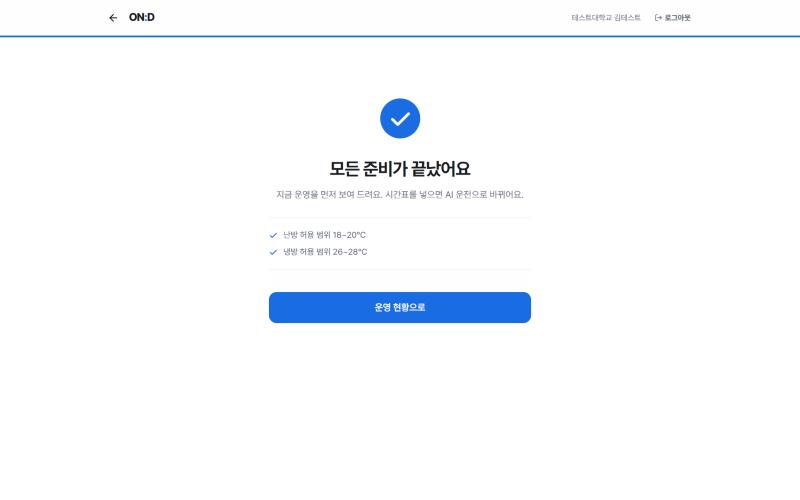 ON:D
테스트대학교 김테스트
로그아웃
모든 준비가 끝났어요
지금 운영을 먼저 보여 드려요. 시간표를 넣으면 AI 운전으로 바뀌어요.
난방 허용 범위 18~20°C
냉방 허용 범위 26~28°C
운영 현황으로